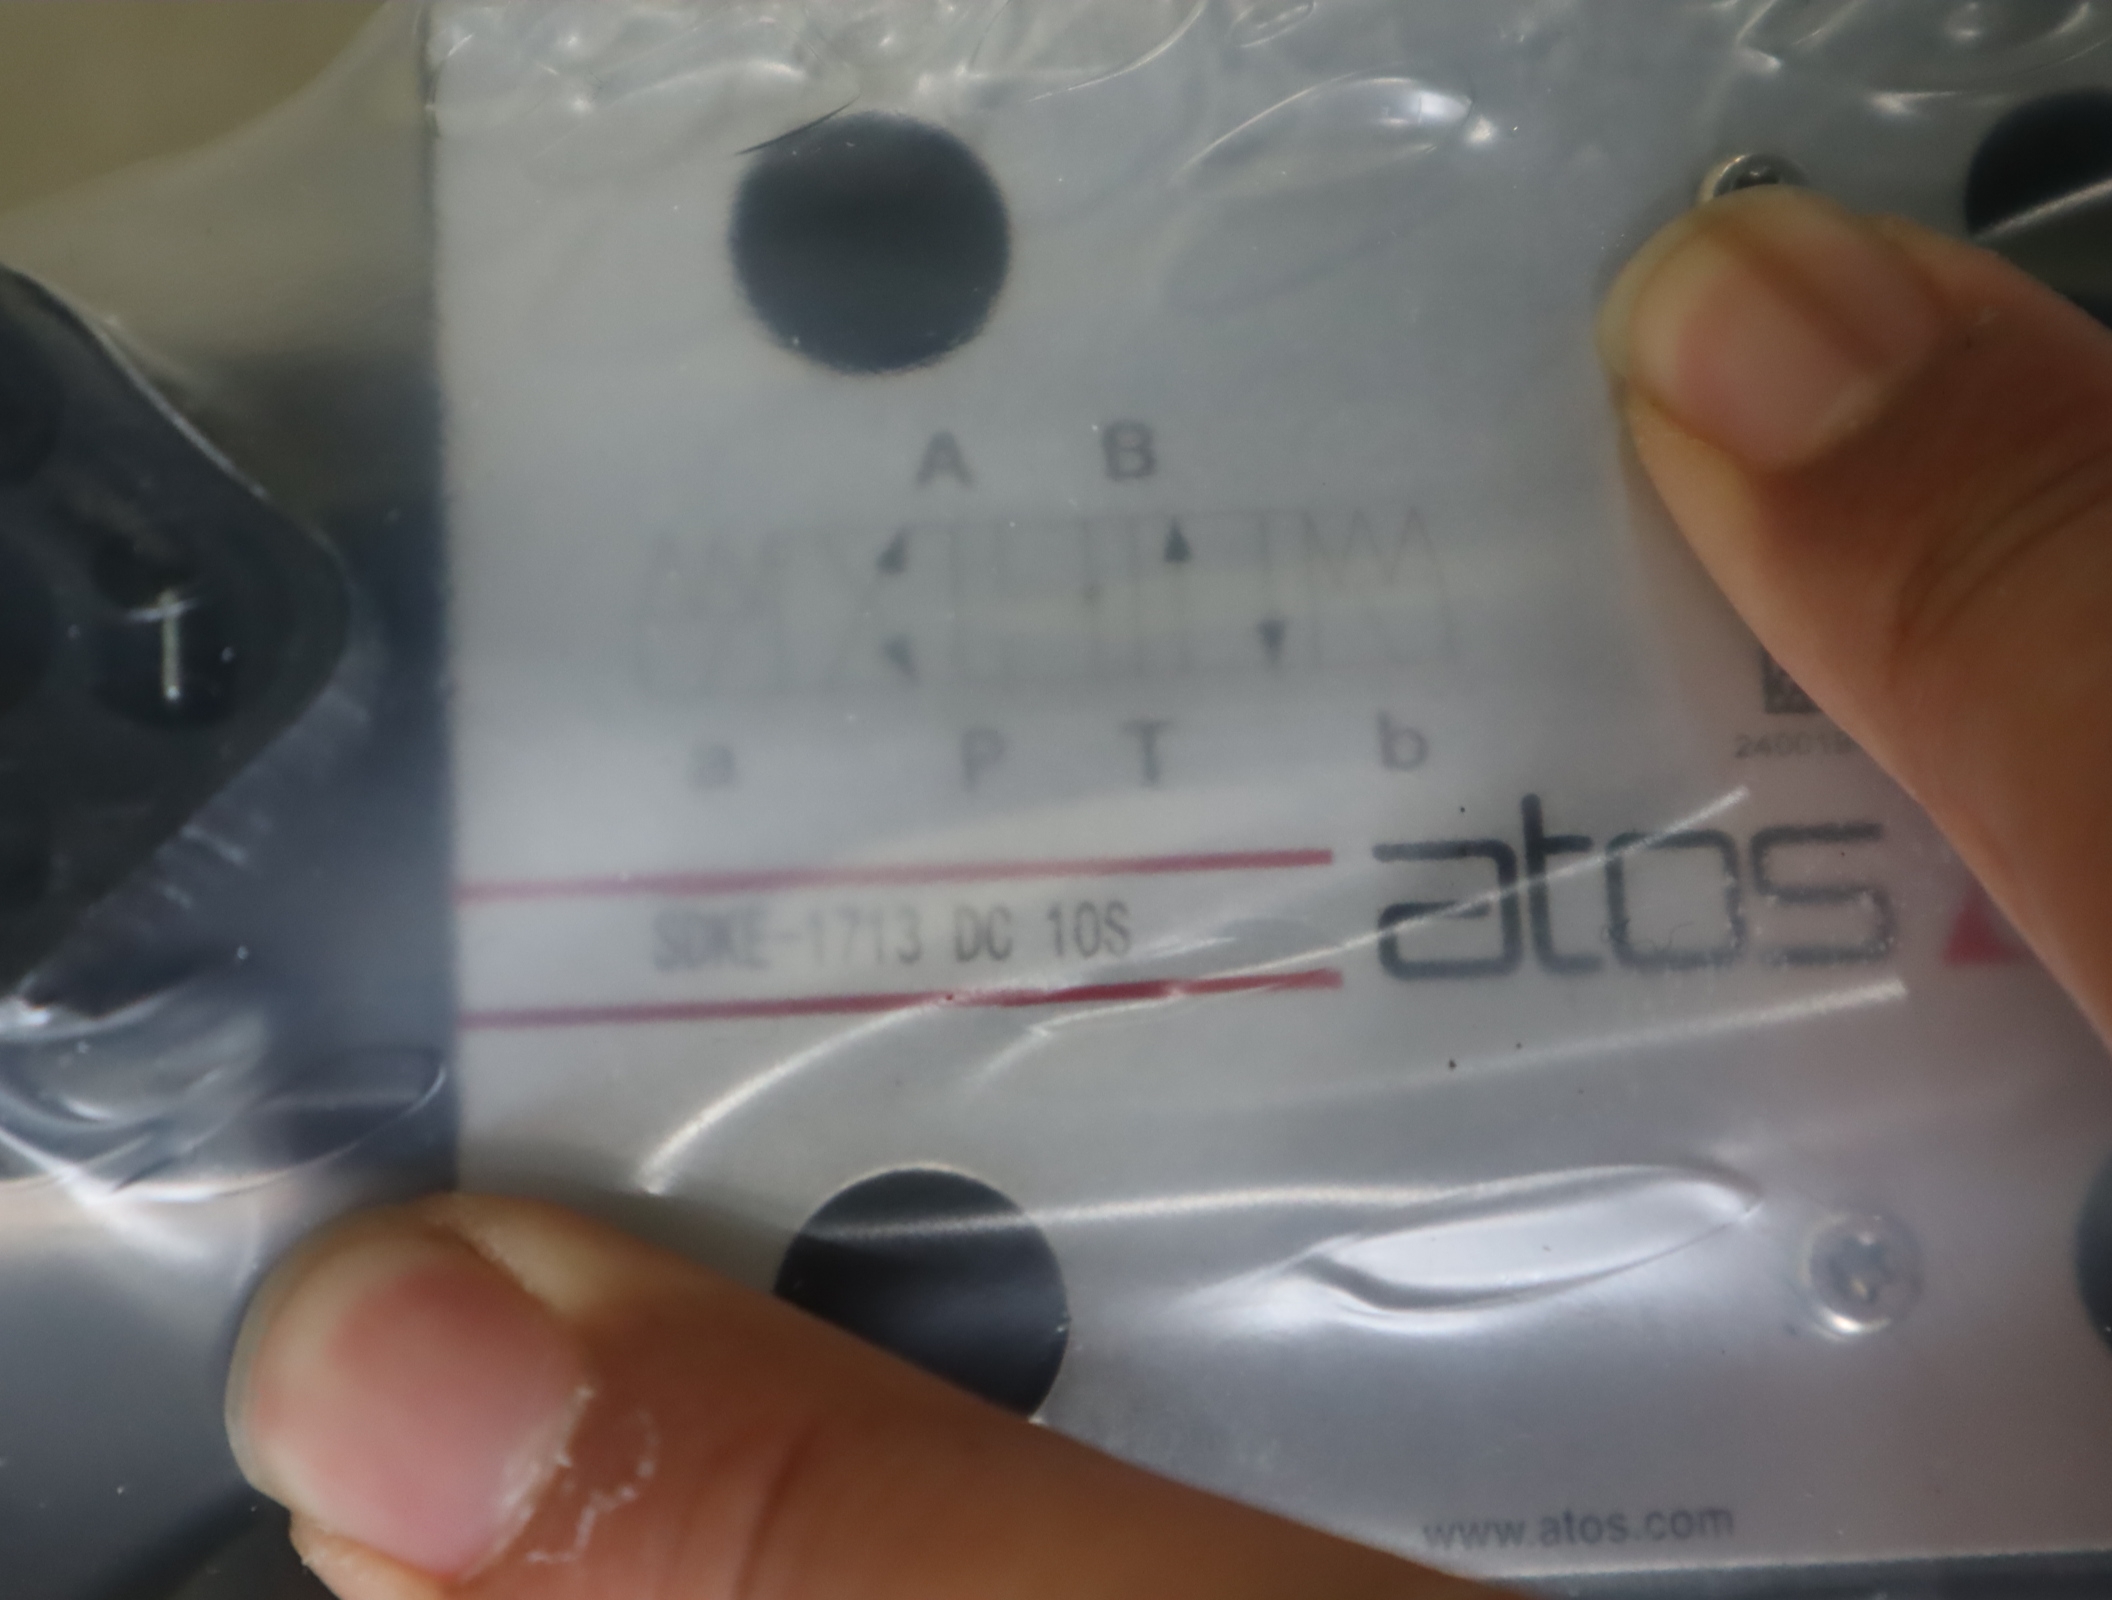 A B
a P T b
SDKE-1713 DC 10S
atos
www.atos.com